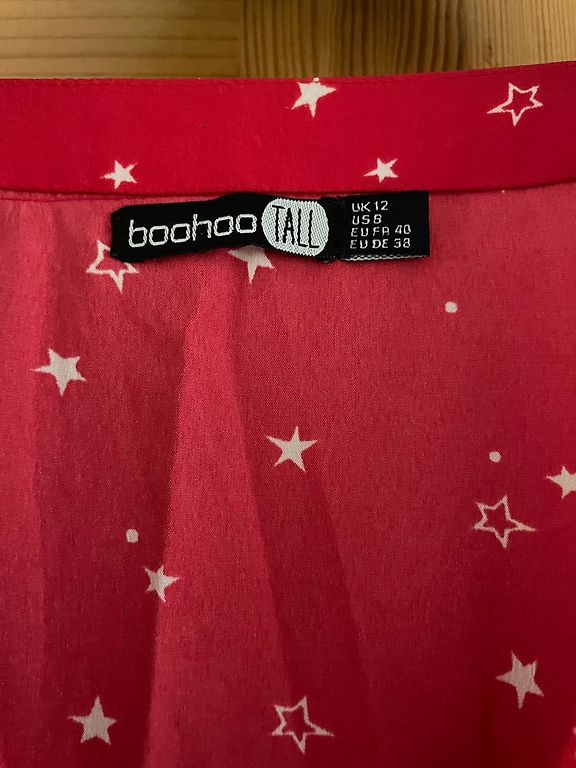 boohoo TALL
UK 12
US 8
EU FR 40
EU DE 38